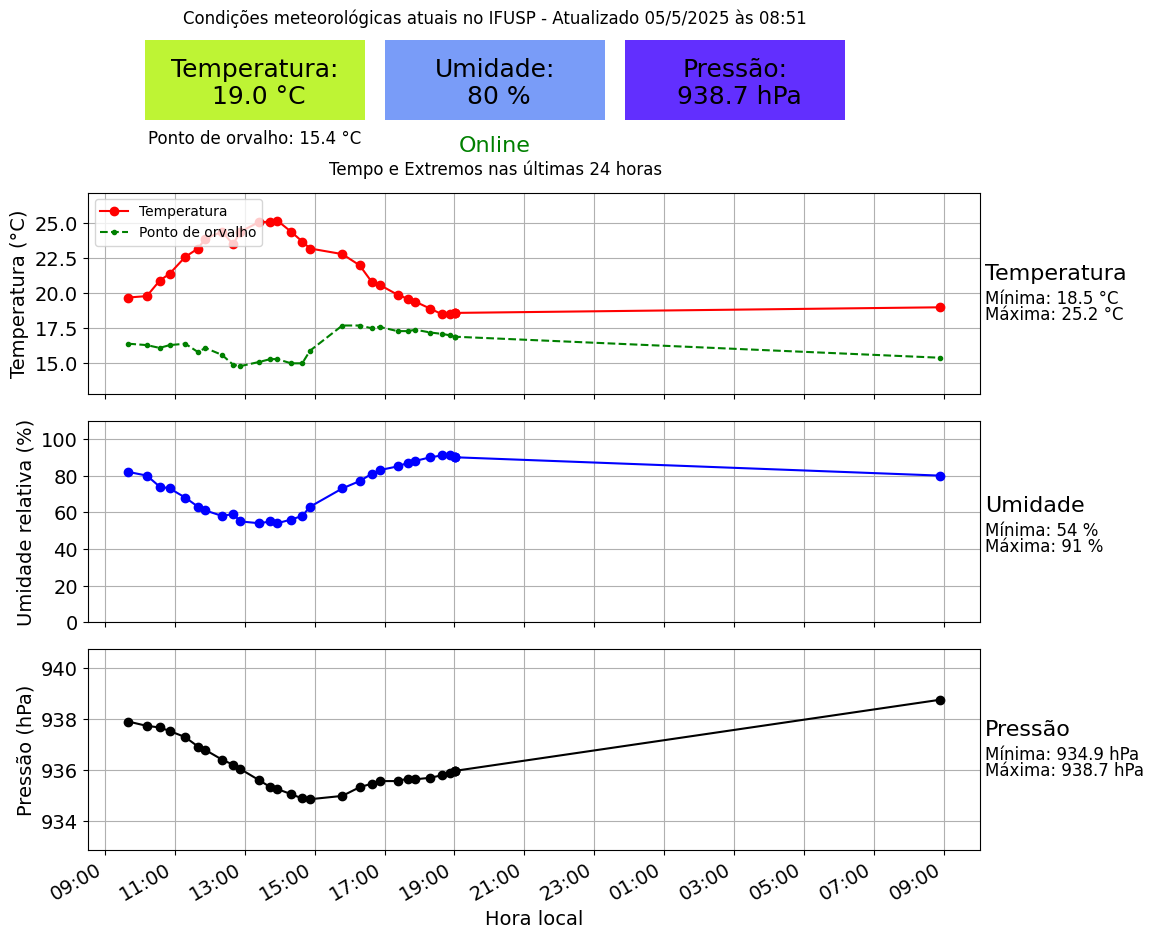 Condições meteorológicas atuais no IFUSP - Atualizado 05/5/2025 às 08:51
Temperatura:
19.0 °C
Umidade:
80 %
Pressão:
938.7 hPa
Ponto de orvalho: 15.4 °C
Online
Tempo e Extremos nas últimas 24 horas
Temperatura (°C)
25.0
22.5
20.0
17.5
15.0
Temperatura
Ponto de orvalho
Temperatura
Mínima: 18.5 °C
Máxima: 25.2 °C
Umidade relativa (%)
100
80
60
40
20
0
Umidade
Mínima: 54 %
Máxima: 91 %
Pressão (hPa)
940
938
936
934
Pressão
Mínima: 934.9 hPa
Máxima: 938.7 hPa
09:00 11:00 13:00 15:00 17:00 19:00 21:00 23:00 01:00 03:00 05:00 07:00 09:00
Hora local